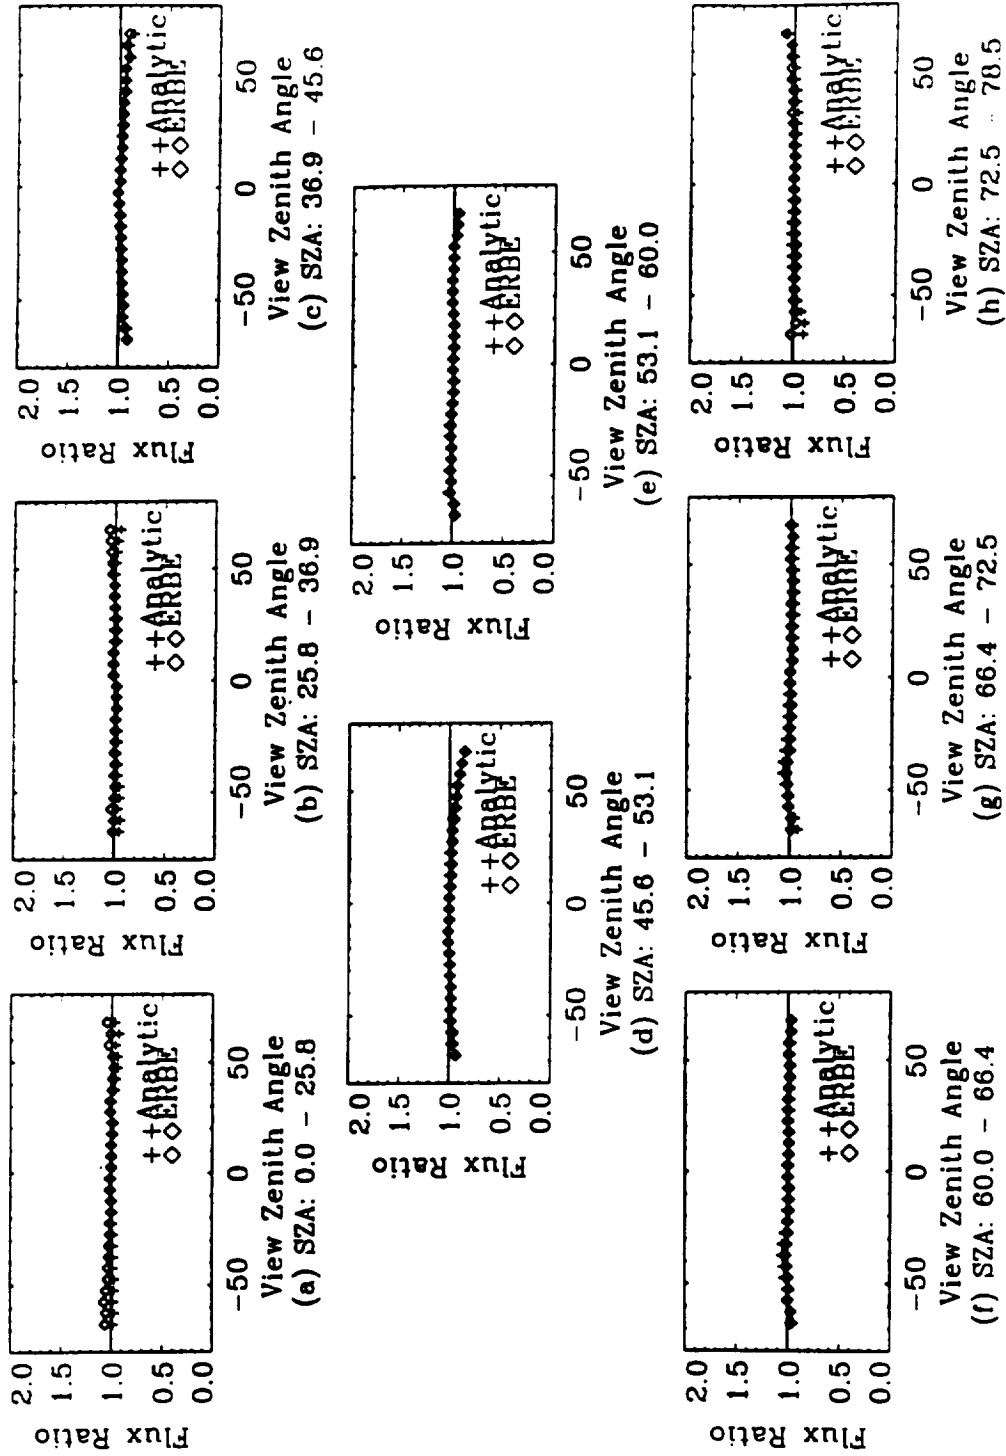 Flux Ratio
2.0
1.5
1.0
0.5
0.0
++Analytic
◇◇ERBE
-50 0 50
View Zenith Angle
(a) SZA: 0.0 - 25.8
Flux Ratio
2.0
1.5
1.0
0.5
0.0
++Analytic
◇◇ERBE
-50 0 50
View Zenith Angle
(b) SZA: 25.8 - 36.9
Flux Ratio
2.0
1.5
1.0
0.5
0.0
++Analytic
◇◇ERBE
-50 0 50
View Zenith Angle
(c) SZA: 36.9 - 45.6
Flux Ratio
2.0
1.5
1.0
0.5
0.0
++Analytic
◇◇ERBE
-50 0 50
View Zenith Angle
(d) SZA: 45.6 - 53.1
Flux Ratio
2.0
1.5
1.0
0.5
0.0
++Analytic
◇◇ERBE
-50 0 50
View Zenith Angle
(e) SZA: 53.1 - 60.0
Flux Ratio
2.0
1.5
1.0
0.5
0.0
++Analytic
◇◇ERBE
-50 0 50
View Zenith Angle
(f) SZA: 60.0 - 66.4
Flux Ratio
2.0
1.5
1.0
0.5
0.0
++Analytic
◇◇ERBE
-50 0 50
View Zenith Angle
(g) SZA: 66.4 - 72.5
Flux Ratio
2.0
1.5
1.0
0.5
0.0
++Analytic
◇◇ERBE
-50 0 50
View Zenith Angle
(h) SZA: 72.5 - 78.5